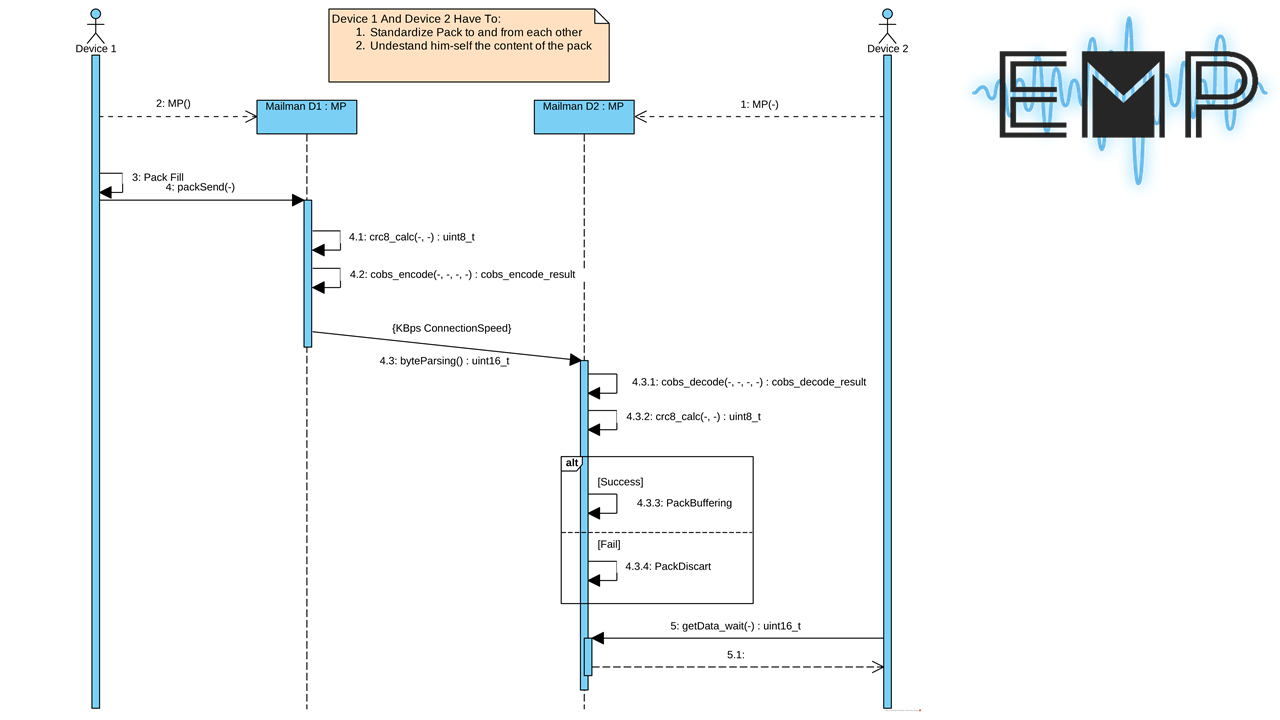 Device 1 And Device 2 Have To:
1. Standardize Pack to and from each other
2. Undestand him-self the content of the pack
Device 1
Device 2
EMP
2: MP()
Mailman D1 : MP
Mailman D2 : MP
1: MP(-)
3: Pack Fill
4: packSend(-)
4.1: crc8_calc(-, -) : uint8_t
4.2: cobs_encode(-, -, -, -) : cobs_encode_result
{KBps ConnectionSpeed}
4.3: byteParsing() : uint16_t
4.3.1: cobs_decode(-, -, -, -) : cobs_decode_result
4.3.2: crc8_calc(-, -) : uint8_t
alt
[Success]
4.3.3: PackBuffering
[Fail]
4.3.4: PackDiscart
5: getData_wait(-) : uint16_t
5.1: